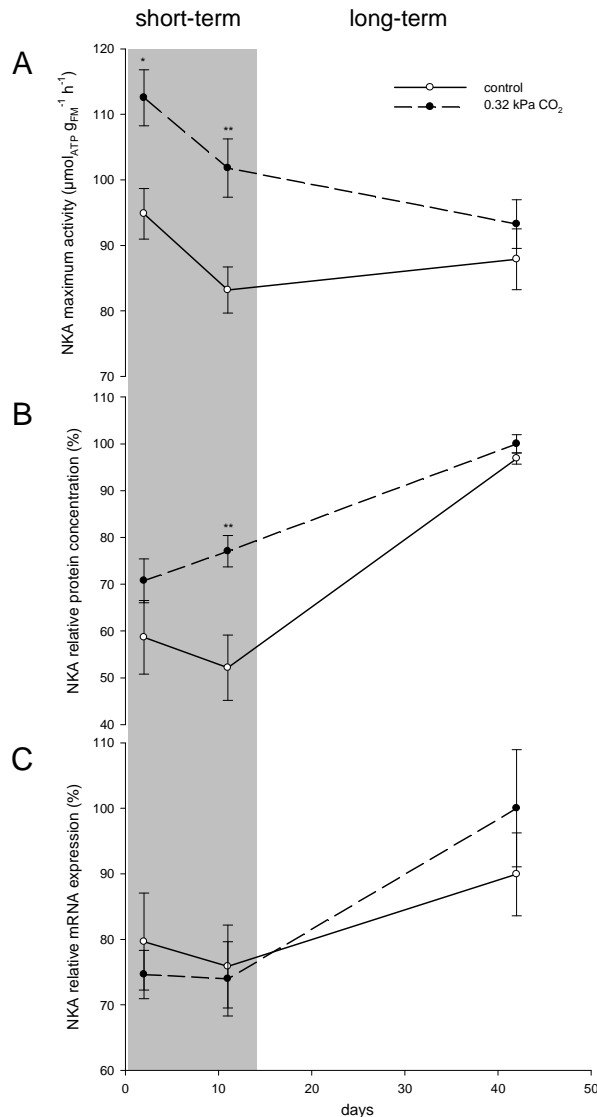 short-term long-term
A
120
110
100
90
80
70
NKA maximum activity (µmol_ATP g_FM^-1 h^-1)
*
**
control
0.32 kPa CO₂
B
110
100
90
80
70
60
50
40
NKA relative protein concentration (%)
**
C
110
100
90
80
70
60
NKA relative mRNA expression (%)
0 10 20 30 40 50
days